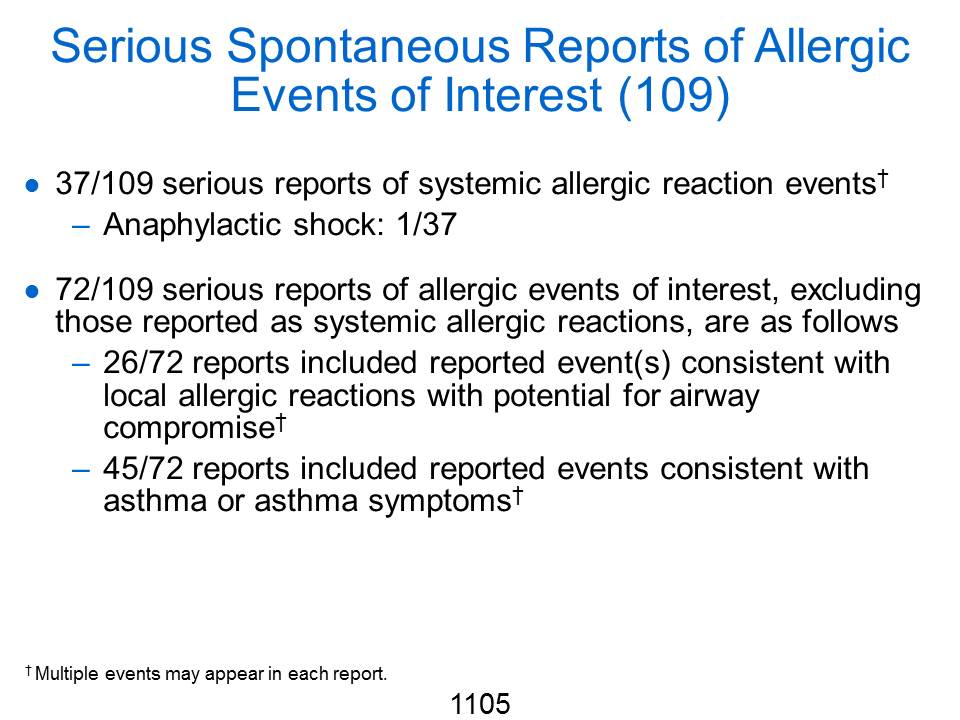 Serious Spontaneous Reports of Allergic
Events of Interest (109)
● 37/109 serious reports of systemic allergic reaction events†
– Anaphylactic shock: 1/37
● 72/109 serious reports of allergic events of interest, excluding
those reported as systemic allergic reactions, are as follows
– 26/72 reports included reported event(s) consistent with
local allergic reactions with potential for airway
compromise†
– 45/72 reports included reported events consistent with
asthma or asthma symptoms†
† Multiple events may appear in each report.
1105